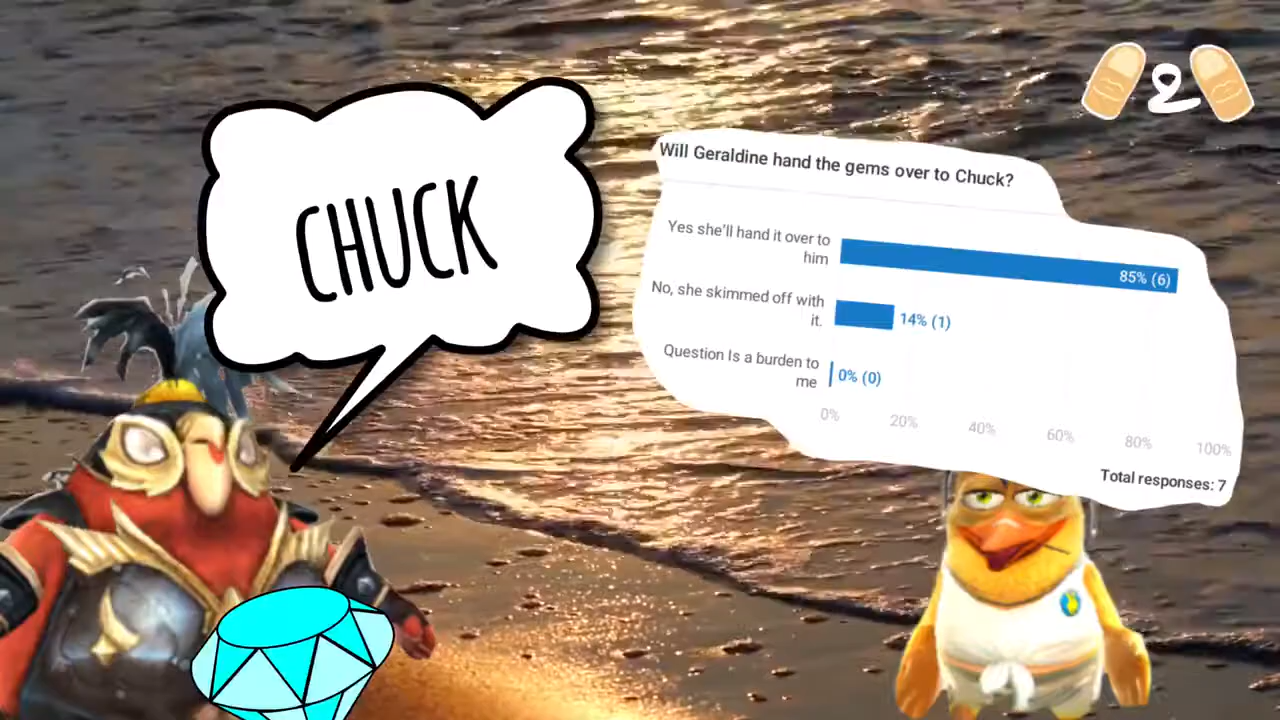 2
CHUCK
Will Geraldine hand the gems over to Chuck?
Yes she'll hand it over to
him
85% (6)
No, she skimmed off with
it.
14% (1)
Question Is a burden to
me
0% (0)
0% 20% 40% 60% 80% 100%
Total responses: 7